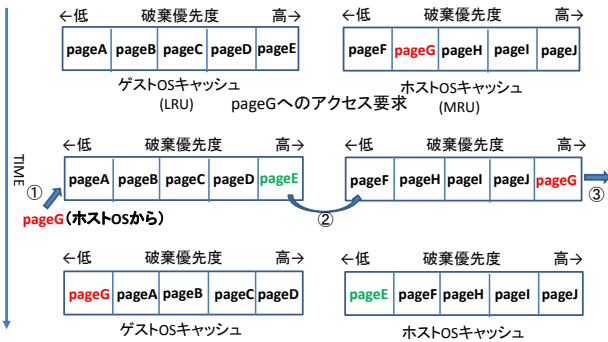 ←低 破棄優先度 高→ ←低 破棄優先度 高→
pageA pageB pageC pageD pageE pageF pageG pageH pageI pageJ
ゲストOSキャッシュ ホストOSキャッシュ
(LRU) pageGへのアクセス要求 (MRU)
←低 破棄優先度 高→ ←低 破棄優先度 高→
TIME
① pageA pageB pageC pageD pageE pageF pageH pageI pageJ pageG ③
pageG(ホストOSから) ②
←低 破棄優先度 高→ ←低 破棄優先度 高→
pageG pageA pageB pageC pageD pageE pageF pageH pageI pageJ
ゲストOSキャッシュ ホストOSキャッシュ